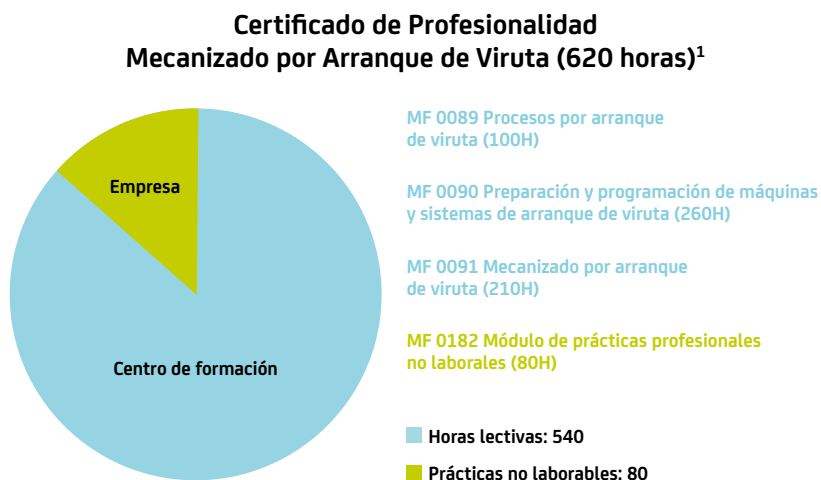 Certificado de Profesionalidad
Mecanizado por Arranque de Viruta (620 horas)¹
MF 0089 Procesos por arranque
de viruta (100H)
Empresa
MF 0090 Preparación y programación de máquinas
y sistemas de arranque de viruta (260H)
MF 0091 Mecanizado por arranque
de viruta (210H)
MF 0182 Módulo de prácticas profesionales
no laborales (80H)
Centro de formación
Horas lectivas: 540
Prácticas no laborables: 80